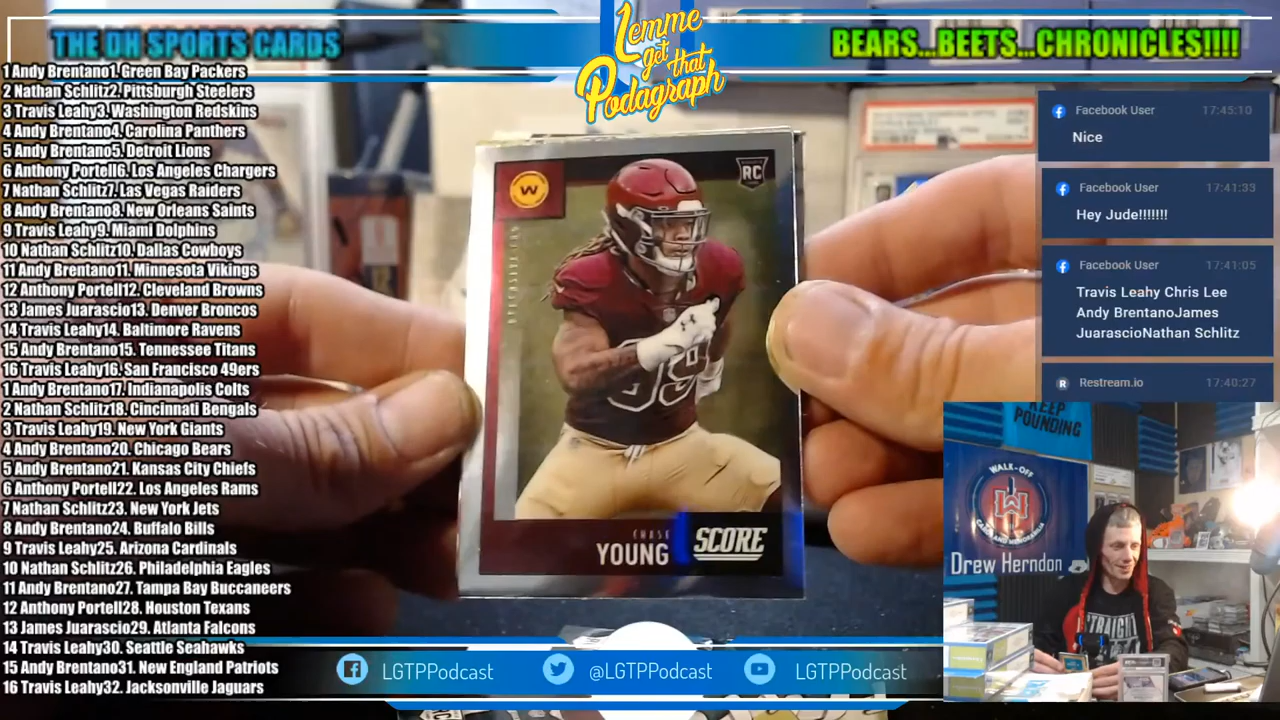 THE DH SPORTS CARDS
Lemme
get
that
Podagraph
BEARS...BEETS...CHRONICLES!!!!
1 Andy Brentano1. Green Bay Packers
2 Nathan Schlitz2. Pittsburgh Steelers
3 Travis Leahy3. Washington Redskins
4 Andy Brentano4. Carolina Panthers
5 Andy Brentano5. Detroit Lions
6 Anthony Portell6. Los Angeles Chargers
7 Nathan Schlitz7. Las Vegas Raiders
8 Andy Brentano8. New Orleans Saints
9 Travis Leahy9. Miami Dolphins
10 Nathan Schlitz10. Dallas Cowboys
11 Andy Brentano11. Minnesota Vikings
12 Anthony Portell12. Cleveland Browns
13 James Juarascio13. Denver Broncos
14 Travis Leahy14. Baltimore Ravens
15 Andy Brentano15. Tennessee Titans
16 Travis Leahy16. San Francisco 49ers
1 Andy Brentano17. Indianapolis Colts
2 Nathan Schlitz18. Cincinnati Bengals
3 Travis Leahy19. New York Giants
4 Andy Brentano20. Chicago Bears
5 Andy Brentano21. Kansas City Chiefs
6 Anthony Portell22. Los Angeles Rams
7 Nathan Schlitz23. New York Jets
8 Andy Brentano24. Buffalo Bills
9 Travis Leahy25. Arizona Cardinals
10 Nathan Schlitz26. Philadelphia Eagles
11 Andy Brentano27. Tampa Bay Buccaneers
12 Anthony Portell28. Houston Texans
13 James Juarascio29. Atlanta Falcons
14 Travis Leahy30. Seattle Seahawks
15 Andy Brentano31. New England Patriots
16 Travis Leahy32. Jacksonville Jaguars
W
RC
99
CHASE
YOUNG
SCORE
Facebook User 17:45:10
Nice
Facebook User 17:41:33
Hey Jude!!!!!!!
Facebook User 17:41:05
Travis Leahy Chris Lee
Andy BrentanoJames
JuarascioNathan Schlitz
Restream.io 17:40:27
KEEP
POUNDING
WALK-OFF
Drew Herndon
STRAIGHT
LGTPPodcast
@LGTPPodcast
LGTPPodcast